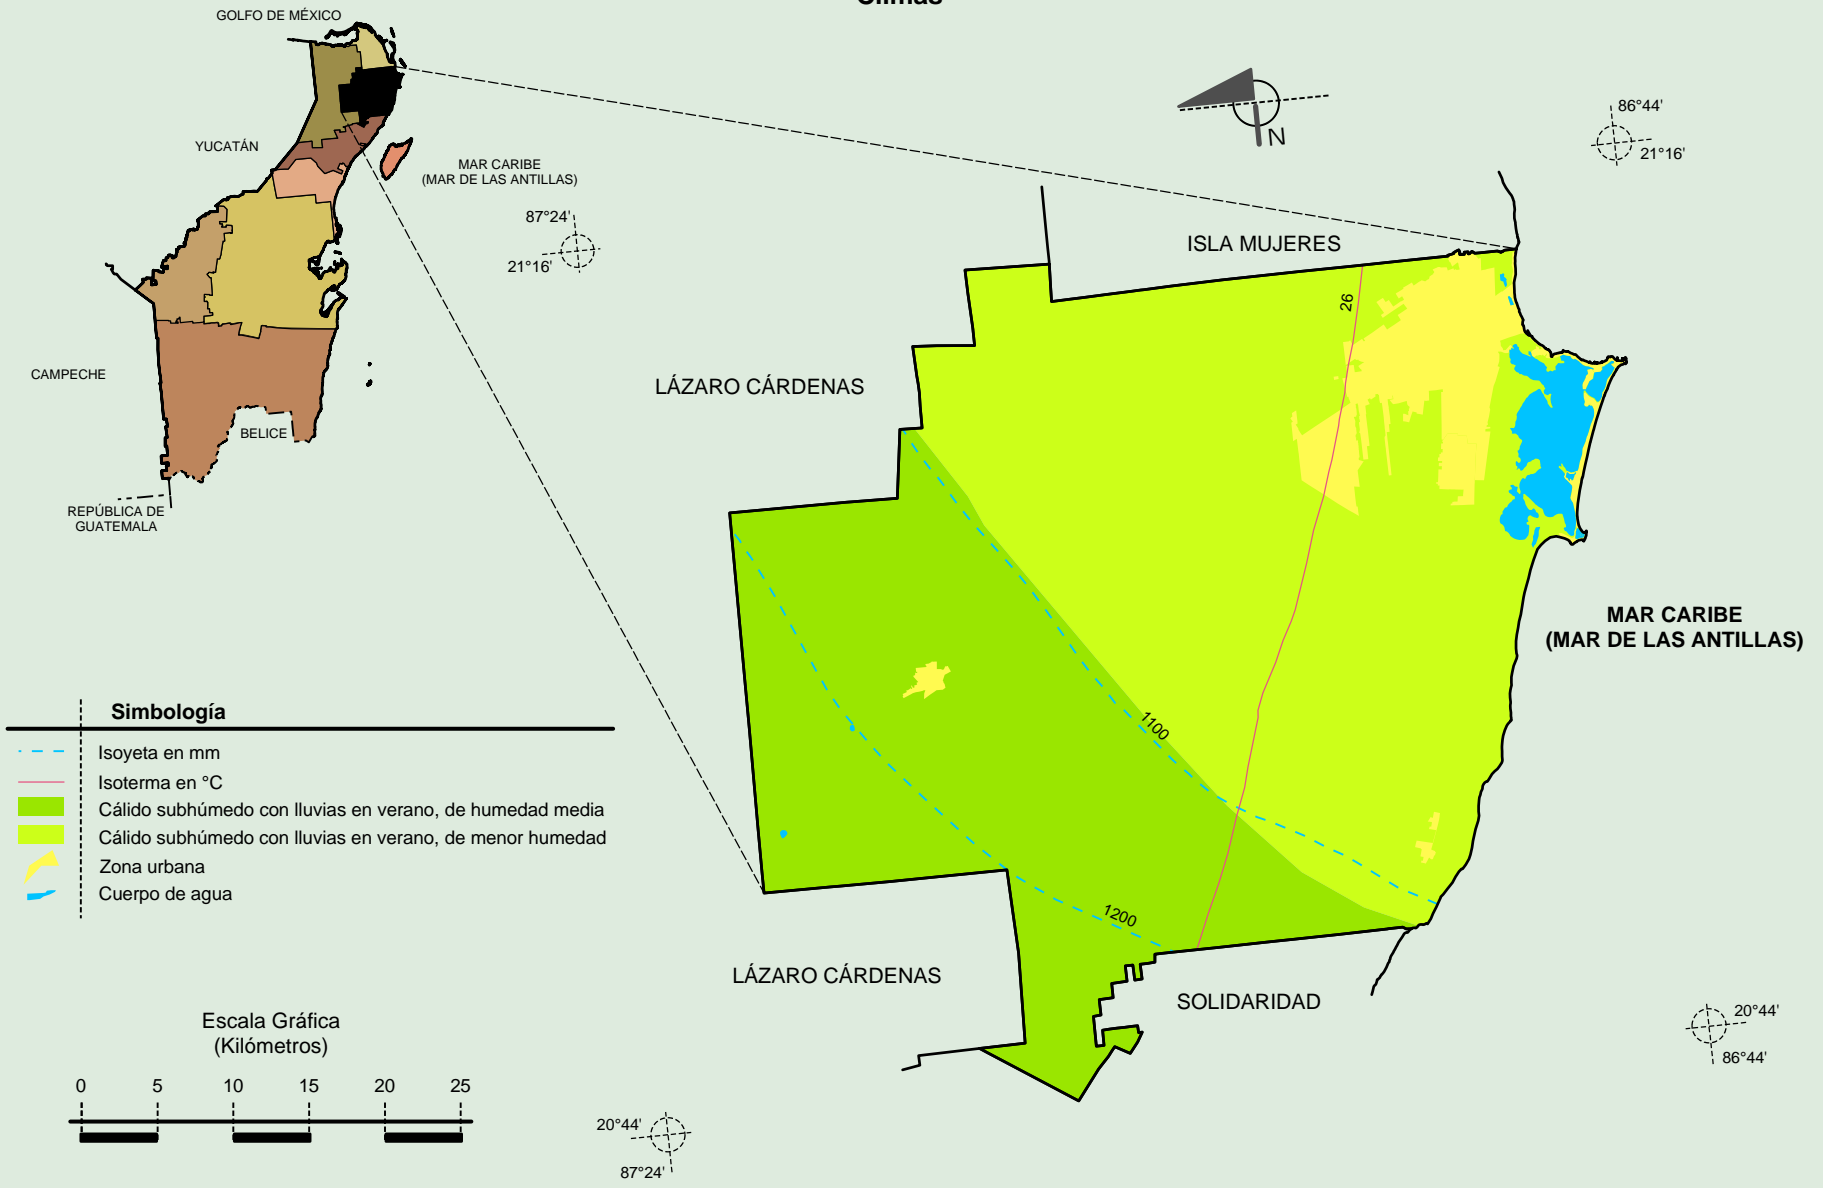 Climas
GOLFO DE MÉXICO
YUCATÁN
MAR CARIBE
(MAR DE LAS ANTILLAS)
CAMPECHE
BELICE
REPÚBLICA DE
GUATEMALA
N
86°44'
21°16'
87°24'
21°16'
ISLA MUJERES
26
LÁZARO CÁRDENAS
MAR CARIBE
(MAR DE LAS ANTILLAS)
1100
1200
LÁZARO CÁRDENAS
SOLIDARIDAD
20°44'
86°44'
20°44'
87°24'
Simbología
Isoyeta en mm
Isoterma en °C
Cálido subhúmedo con lluvias en verano, de humedad media
Cálido subhúmedo con lluvias en verano, de menor humedad
Zona urbana
Cuerpo de agua
Escala Gráfica
(Kilómetros)
0 5 10 15 20 25